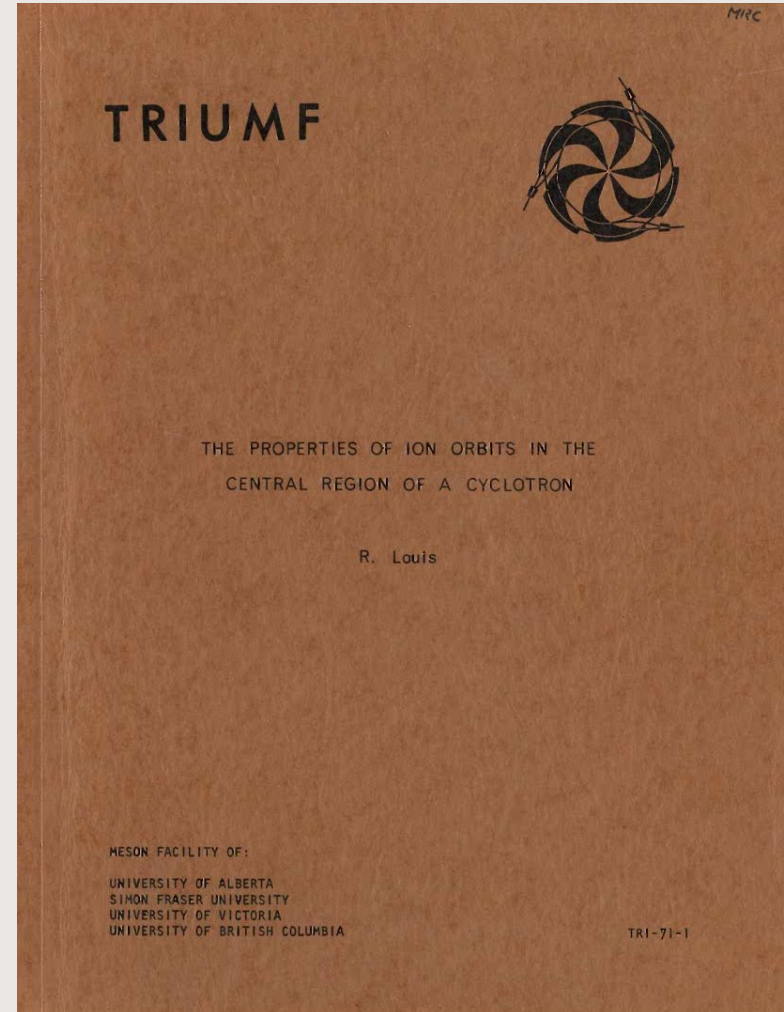 MRC
TRIUMF
THE PROPERTIES OF ION ORBITS IN THE
CENTRAL REGION OF A CYCLOTRON
R. Louis
MESON FACILITY OF:
UNIVERSITY OF ALBERTA
SIMON FRASER UNIVERSITY
UNIVERSITY OF VICTORIA
UNIVERSITY OF BRITISH COLUMBIA
TRI-71-1